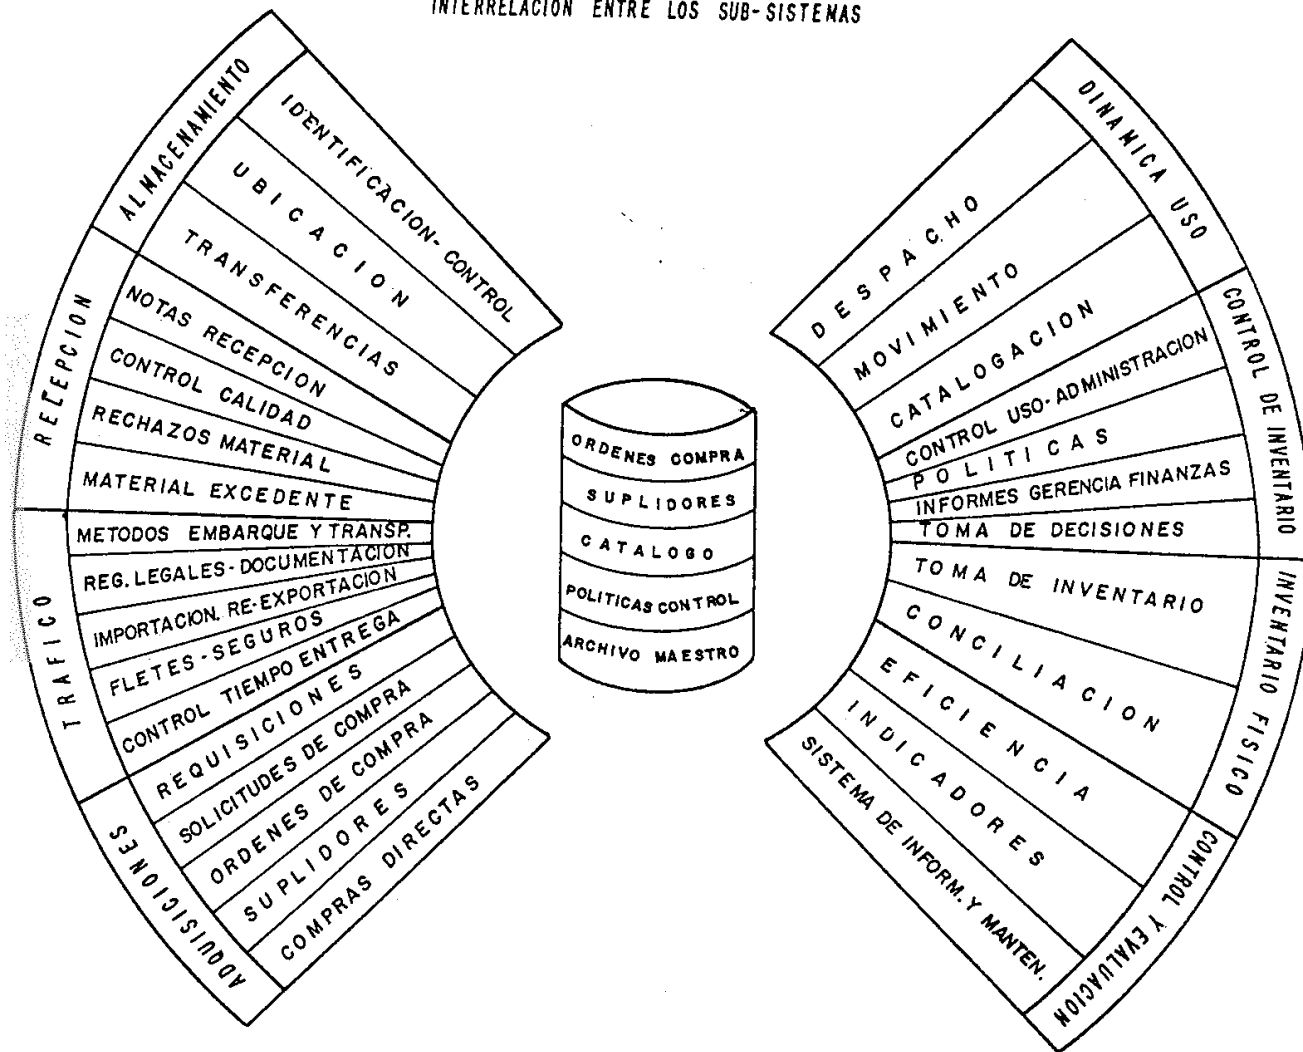 INTERRELACION ENTRE LOS SUB-SISTEMAS
ALMACENAMIENTO
IDENTIFICACION-CONTROL
UBICACION
TRANSFERENCIAS
RECEPCION
NOTAS RECEPCION
CONTROL CALIDAD
RECHAZOS MATERIAL
MATERIAL EXCEDENTE
TRAFICO
METODOS EMBARQUE Y TRANSP.
REG. LEGALES-DOCUMENTACION
IMPORTACION. RE-EXPORTACION
FLETES-SEGUROS
CONTROL TIEMPO ENTREGA
ADQUISICIONES
REQUISICIONES
SOLICITUDES DE COMPRA
ORDENES DE COMPRA
SUPLIDORES
COMPRAS DIRECTAS
ORDENES COMPRA
SUPLIDORES
CATALOGO
POLITICAS CONTROL
ARCHIVO MAESTRO
DINAMICA USO
DESPACHO
MOVIMIENTO
CATALOGACION
CONTROL DE INVENTARIO
CONTROL USO-ADMINISTRACION
POLITICAS
INFORMES GERENCIA FINANZAS
TOMA DE DECISIONES
INVENTARIO FISICO
TOMA DE INVENTARIO
CONCILIACION
CONTROL Y EVALUACION
EFICIENCIA
INDICADORES
SISTEMA DE INFORM. Y MANTEN.